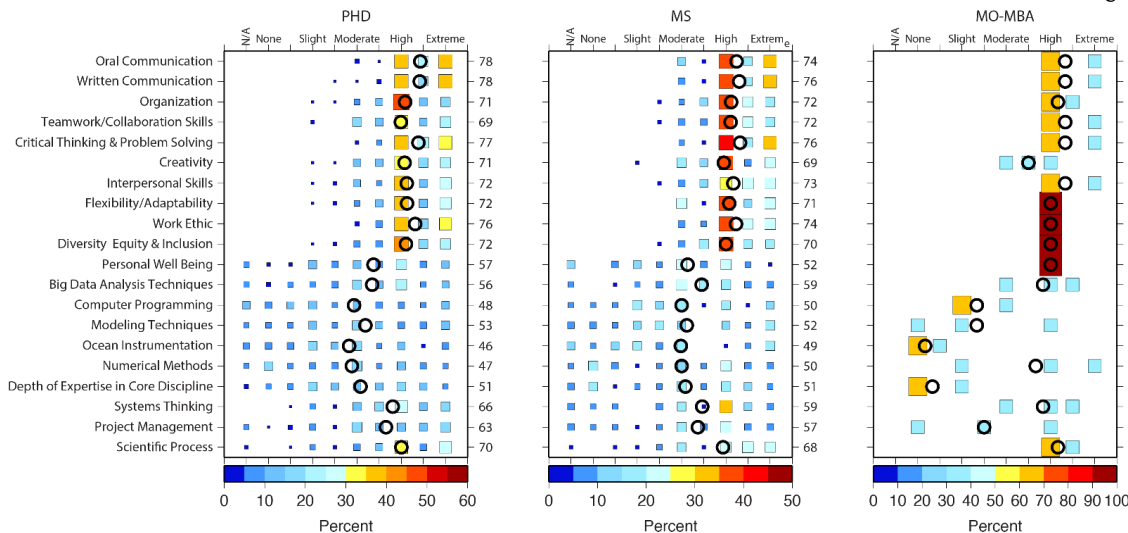 PHD MS MO-MBA
N/A None Slight Moderate High Extreme N/A None Slight Moderate High Extreme N/A None Slight Moderate High Extreme
Oral Communication 78 74
Written Communication 78 76
Organization 71 72
Teamwork/Collaboration Skills 69 72
Critical Thinking & Problem Solving 77 76
Creativity 71 69
Interpersonal Skills 72 73
Flexibility/Adaptability 72 71
Work Ethic 76 74
Diversity Equity & Inclusion 72 70
Personal Well Being 57 52
Big Data Analysis Techniques 56 59
Computer Programming 48 50
Modeling Techniques 53 52
Ocean Instrumentation 46 49
Numerical Methods 47 50
Depth of Expertise in Core Discipline 51 51
Systems Thinking 66 59
Project Management 63 57
Scientific Process 70 68
0 10 20 30 40 50 60 0 10 20 30 40 50 0 10 20 30 40 50 60 70 80 90 100
Percent Percent Percent